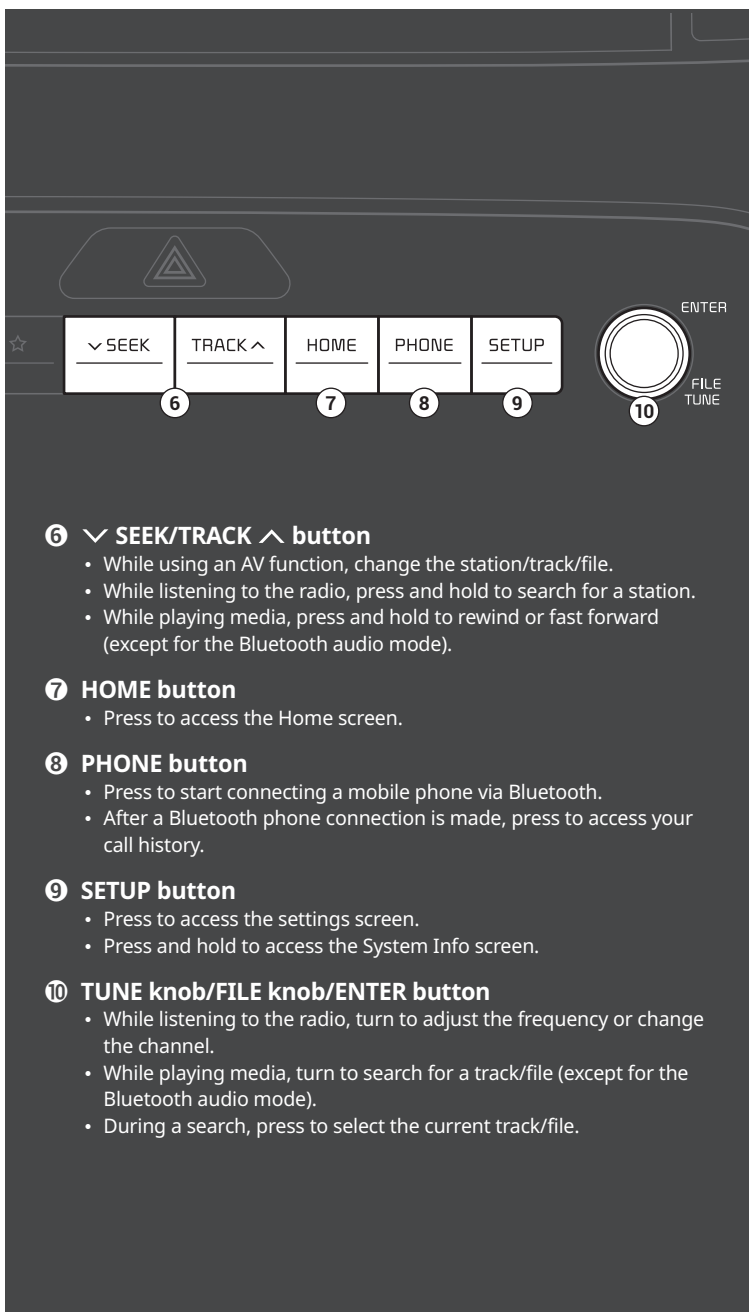 ENTER
☆ ∨ SEEK TRACK ∧ HOME PHONE SETUP
FILE
TUNE
6 7 8 9 10
❻ ∨ SEEK/TRACK ∧ button
• While using an AV function, change the station/track/file.
• While listening to the radio, press and hold to search for a station.
• While playing media, press and hold to rewind or fast forward
(except for the Bluetooth audio mode).
❼ HOME button
• Press to access the Home screen.
❽ PHONE button
• Press to start connecting a mobile phone via Bluetooth.
• After a Bluetooth phone connection is made, press to access your
call history.
❾ SETUP button
• Press to access the settings screen.
• Press and hold to access the System Info screen.
❿ TUNE knob/FILE knob/ENTER button
• While listening to the radio, turn to adjust the frequency or change
the channel.
• While playing media, turn to search for a track/file (except for the
Bluetooth audio mode).
• During a search, press to select the current track/file.